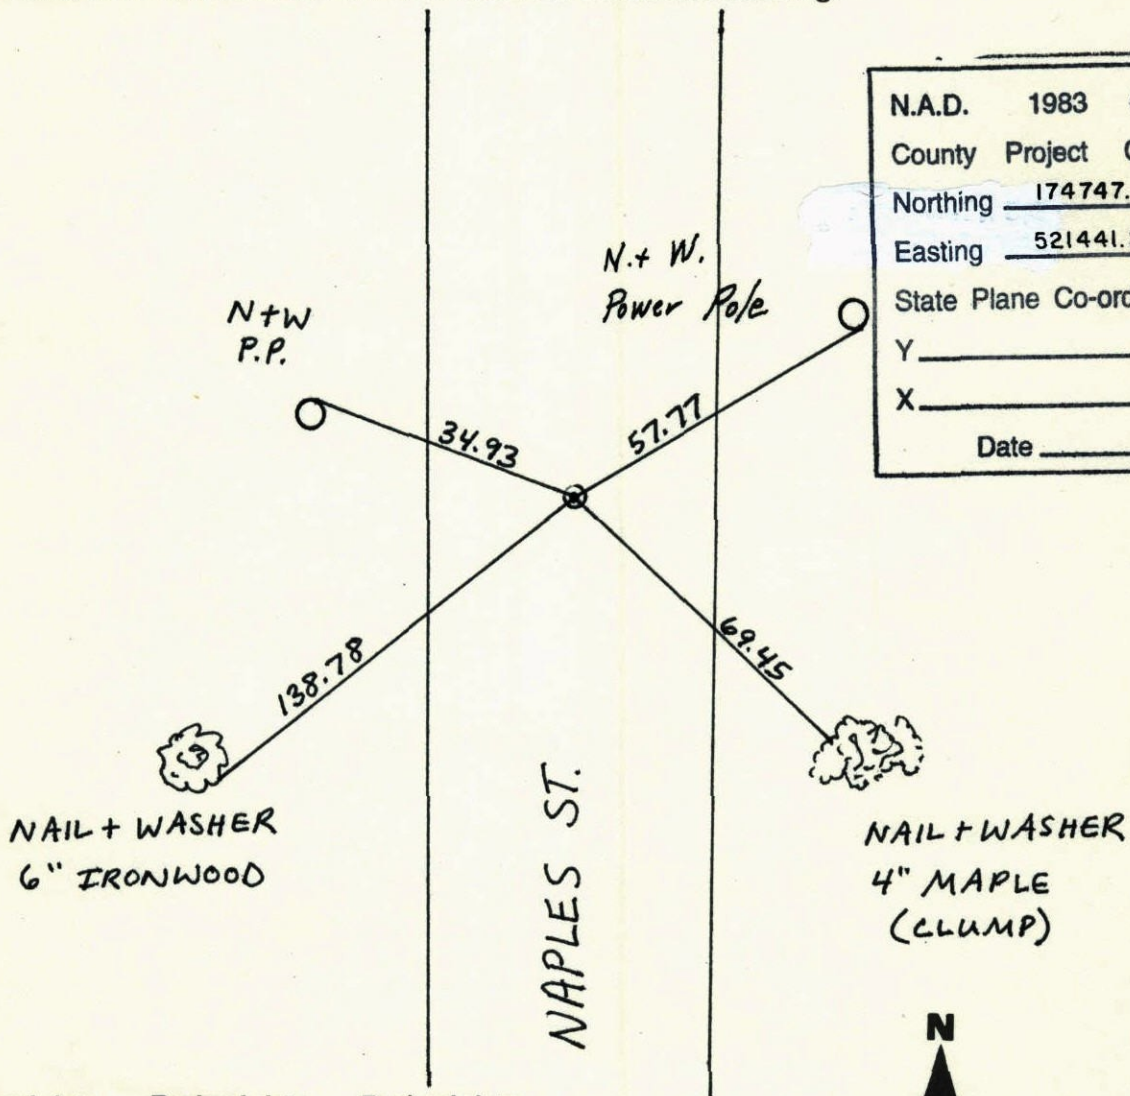 N.A.D. 1983
County Project
Northing 174747.
Easting 521441.
State Plane Co-ord
Y
X
Date
N.+ W.
Power Pole
N+W
P.P.
34.93
57.77
138.78
69.45
NAIL + WASHER
6" IRONWOOD
NAIL + WASHER
4" MAPLE
(CLUMP)
NAPLES ST.
N